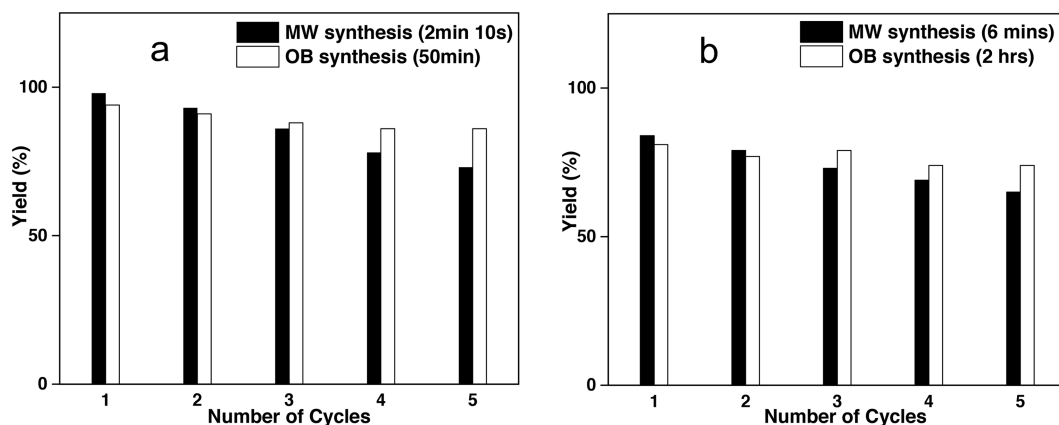 a
MW synthesis (2min 10s)
OB synthesis (50min)
100
50
0
Yield (%)
1 2 3 4 5
Number of Cycles
b
MW synthesis (6 mins)
OB synthesis (2 hrs)
100
50
0
Yield (%)
1 2 3 4 5
Number of Cycles